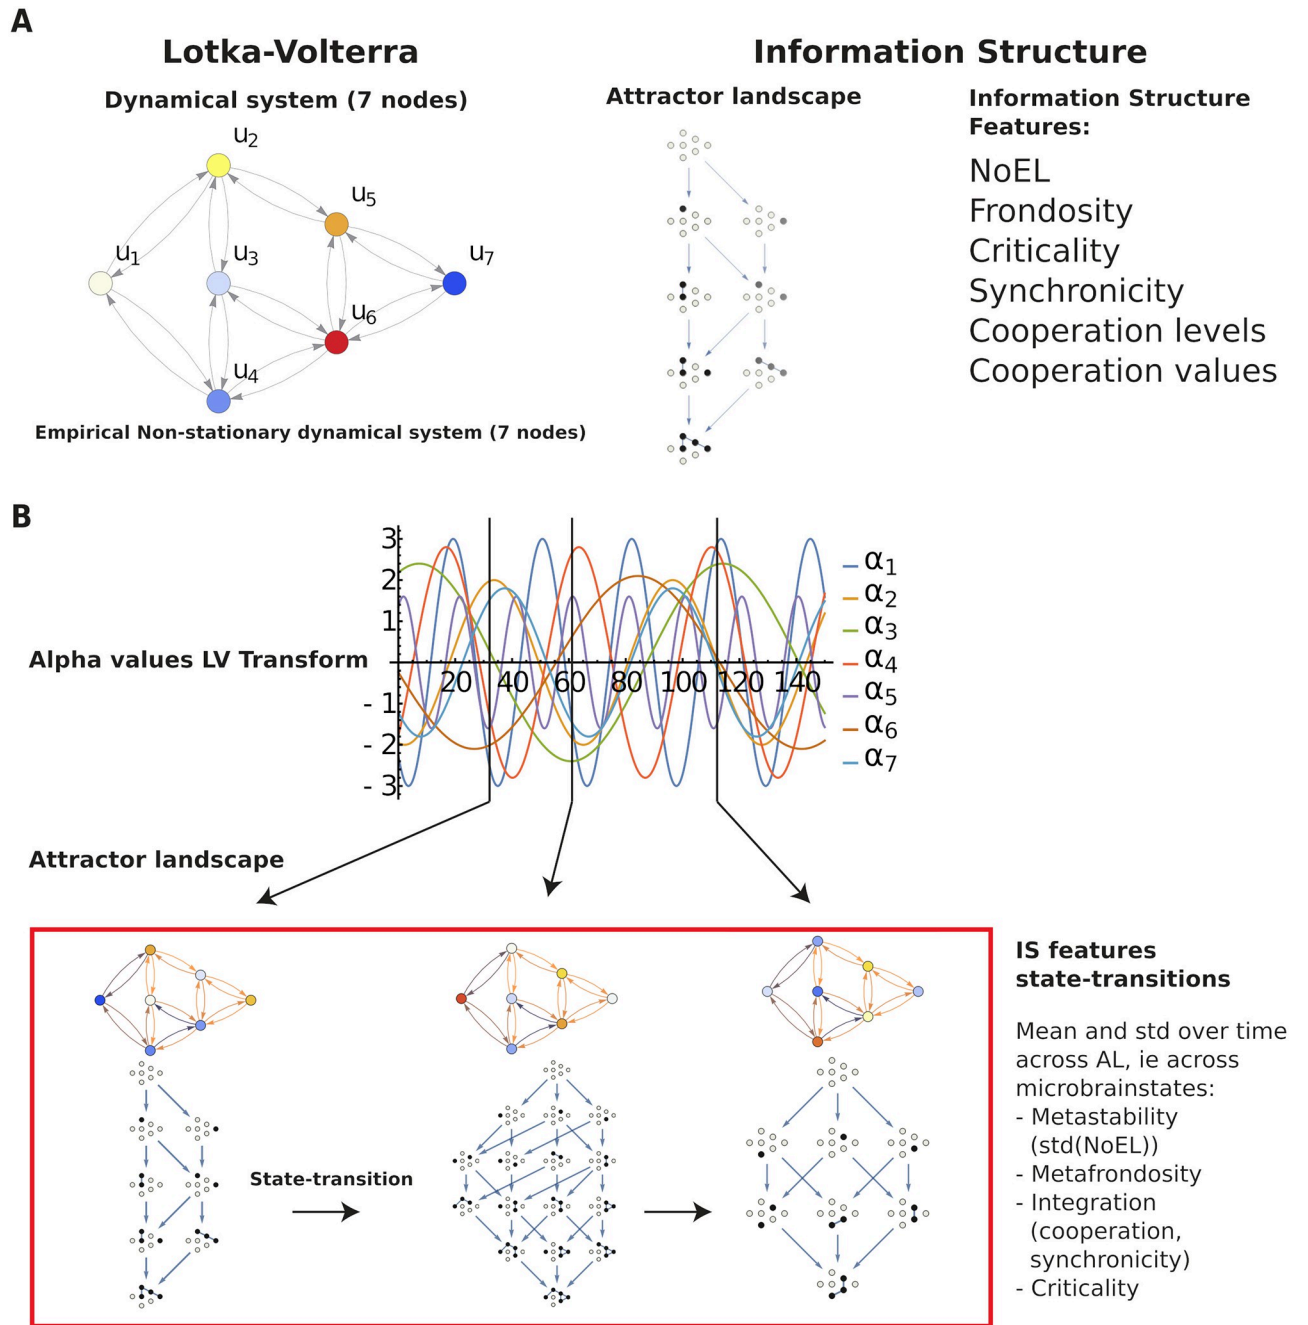 A
Lotka-Volterra
Information Structure
Dynamical system (7 nodes)
Attractor landscape
Information Structure
Features:
NoEL
Frondosity
Criticality
Synchronicity
Cooperation levels
Cooperation values
u2
u5
u1
u3
u7
u6
u4
Empirical Non-stationary dynamical system (7 nodes)
B
3
2
1
- 1
- 2
- 3
20 40 60 80 100 120 140
Alpha values LV Transform
α1
α2
α3
α4
α5
α6
α7
Attractor landscape
State-transition
IS features
state-transitions
Mean and std over time
across AL, ie across
microbrainstates:
- Metastability
(std(NoEL))
- Metafrondosity
- Integration
(cooperation,
synchronicity)
- Criticality